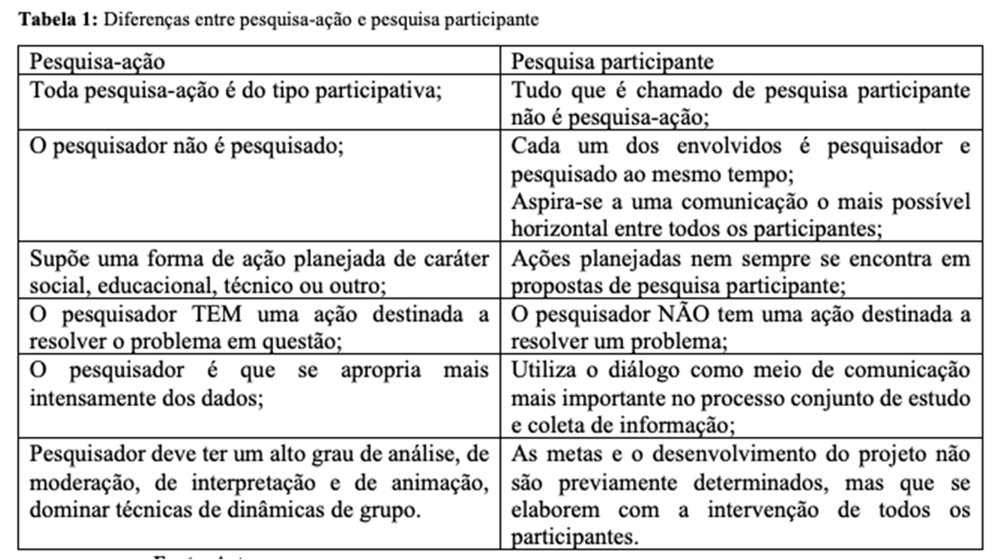 Tabela 1: Diferenças entre pesquisa-ação e pesquisa participante
Pesquisa-ação
Pesquisa participante
Toda pesquisa-ação é do tipo participativa;
Tudo que é chamado de pesquisa participante
não é pesquisa-ação;
O pesquisador não é pesquisado;
Cada um dos envolvidos é pesquisador e
pesquisado ao mesmo tempo;
Aspira-se a uma comunicação o mais possível
horizontal entre todos os participantes;
Supõe uma forma de ação planejada de caráter
social, educacional, técnico ou outro;
Ações planejadas nem sempre se encontra em
propostas de pesquisa participante;
O pesquisador TEM uma ação destinada a
resolver o problema em questão;
O pesquisador NÃO tem uma ação destinada a
resolver um problema;
O pesquisador é que se apropria mais
intensamente dos dados;
Utiliza o diálogo como meio de comunicação
mais importante no processo conjunto de estudo
e coleta de informação;
Pesquisador deve ter um alto grau de análise, de
moderação, de interpretação e de animação,
dominar técnicas de dinâmicas de grupo.
As metas e o desenvolvimento do projeto não
são previamente determinados, mas que se
elaborem com a intervenção de todos os
participantes.